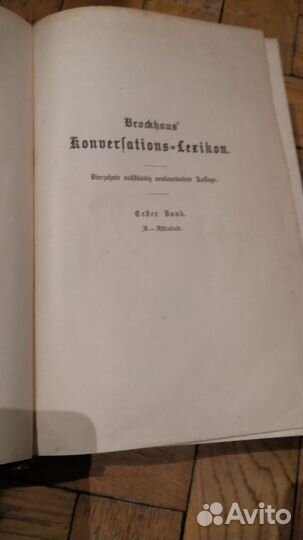 Brockhaus'
Konversations=Lexikon.
Vierzehnte vollständig neubearbeitete Auflage.
Erster Band.
A—Astrabad.
Avito